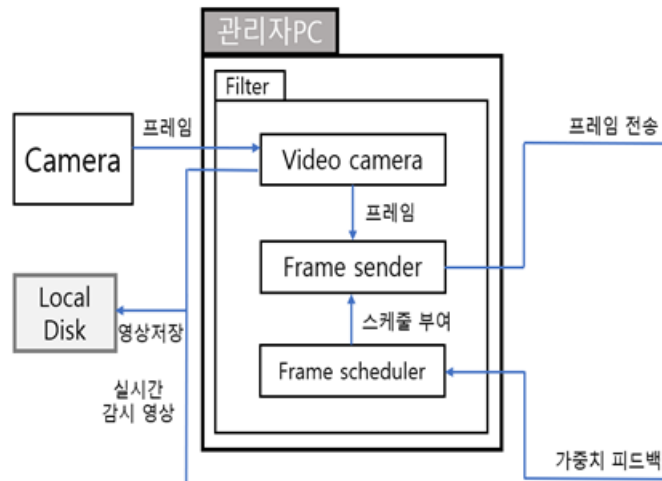 관리자PC
Filter
프레임
프레임 전송
Camera
Video camera
프레임
Frame sender
Local
Disk
영상저장
스케줄 부여
Frame scheduler
실시간
감시 영상
가중치 피드백